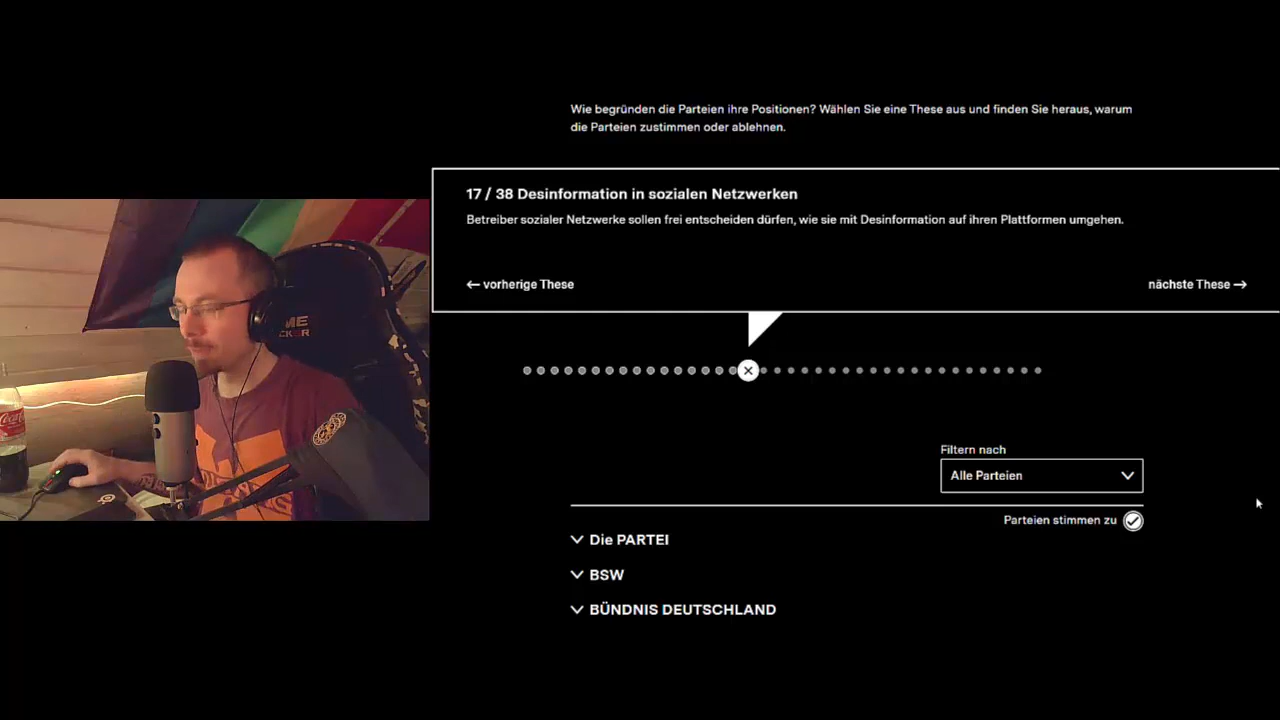 Wie begründen die Parteien ihre Positionen? Wählen Sie eine These aus und finden Sie heraus, warum
die Parteien zustimmen oder ablehnen.
17 / 38 Desinformation in sozialen Netzwerken
Betreiber sozialer Netzwerke sollen frei entscheiden dürfen, wie sie mit Desinformation auf ihren Plattformen umgehen.
← vorherige These
nächste These →
Filtern nach
Alle Parteien
Parteien stimmen zu
Die PARTEI
BSW
BÜNDNIS DEUTSCHLAND